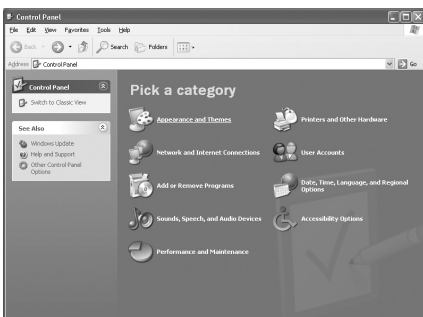 Control Panel
File Edit View Favorites Tools Help
Back Search Folders
Address Control Panel Go
Control Panel
Switch to Classic View
See Also
Windows Update
Help and Support
Other Control Panel
Options
Pick a category
Appearance and Themes
Printers and Other Hardware
Network and Internet Connections
User Accounts
Add or Remove Programs
Date, Time, Language, and Regional
Options
Sounds, Speech, and Audio Devices
Accessibility Options
Performance and Maintenance